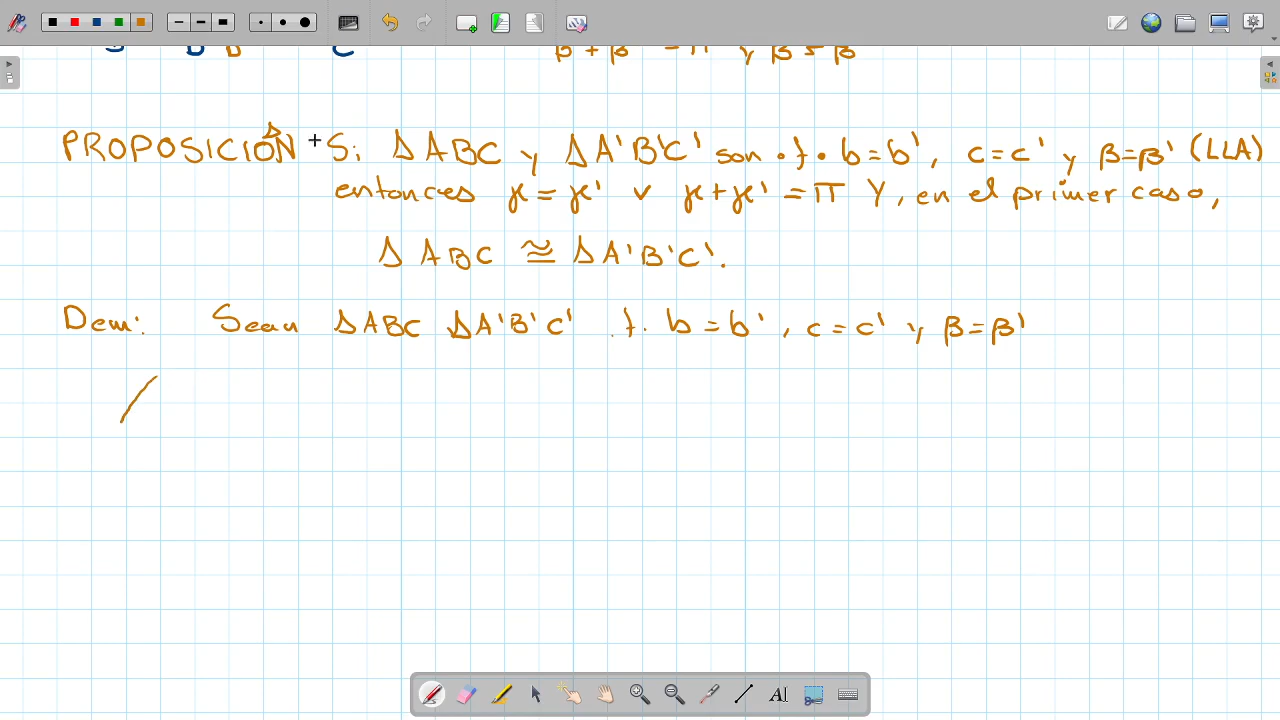 β + β = π y β = β
PROPOSICIÓN Si ΔABC y ΔA'B'C' son ·)· b=b', c=c' y β=β' (LLA)
entonces γ=γ' v γ+γ'=π Y, en el primer caso,
ΔABC ≅ ΔA'B'C'.
Dem: Sean ΔABC ΔA'B'C' ·)· b=b', c=c' y β=β'